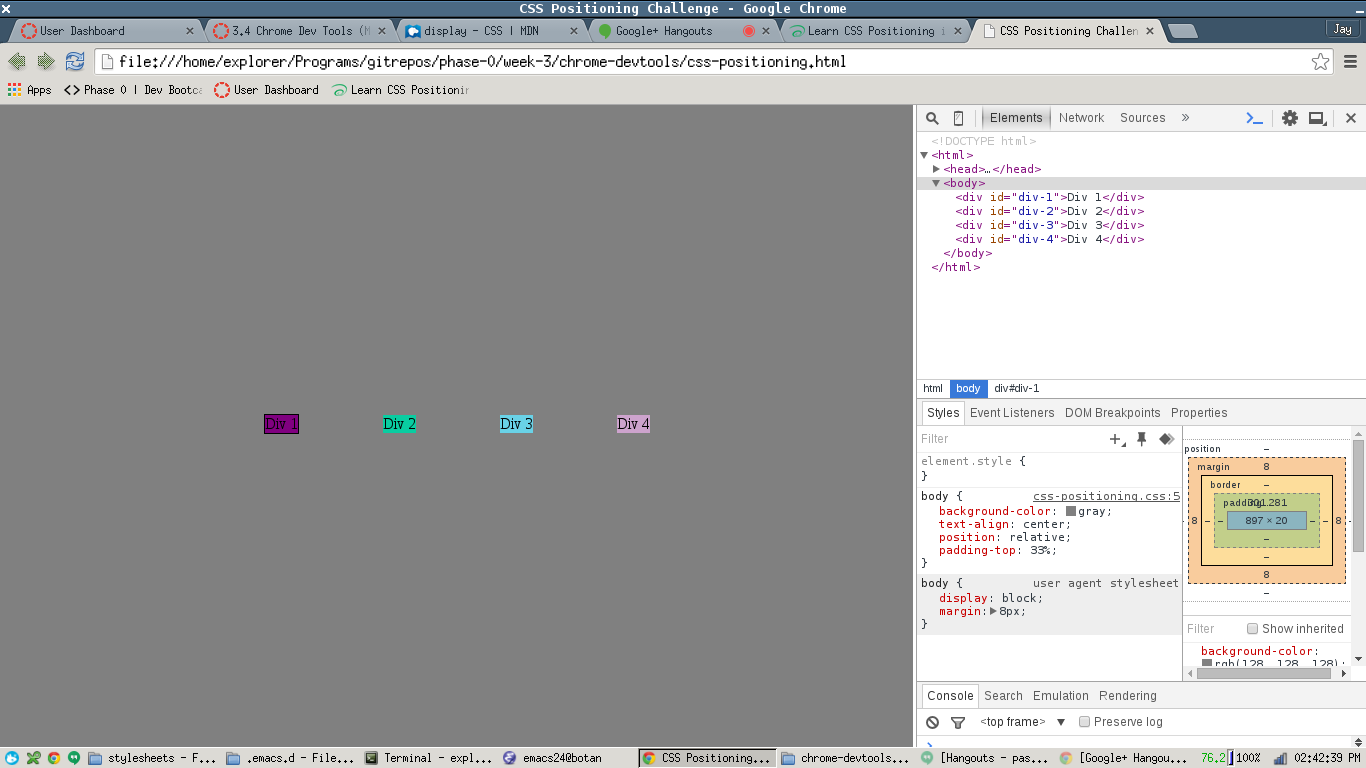 CSS Positioning Challenge - Google Chrome
User Dashboard
3.4 Chrome Dev Tools (M
display - CSS | MDN
Google+ Hangouts
Learn CSS Positioning i
CSS Positioning Challen
Jay
file:///home/explorer/Programs/gitrepos/phase-0/week-3/chrome-devtools/css-positioning.html
Apps
Phase 0 | Dev Bootca
User Dashboard
Learn CSS Positionin
Elements Network Sources »
<!DOCTYPE html>
<html>
<head>…</head>
<body>
<div id="div-1">Div 1</div>
<div id="div-2">Div 2</div>
<div id="div-3">Div 3</div>
<div id="div-4">Div 4</div>
</body>
</html>
Div 1 Div 2 Div 3 Div 4
html body div#div-1
Styles Event Listeners DOM Breakpoints Properties
Filter
element.style {
}
body { css-positioning.css:5
background-color: gray;
text-align: center;
position: relative;
padding-top: 33%;
}
body { user agent stylesheet
display: block;
margin: 8px;
}
position –
margin 8
border –
padding 301.281
8 – – 897 × 20 – – 8
–
–
8
–
Filter Show inherited
background-color:
rgb(128, 128, 128);
Console Search Emulation Rendering
<top frame> ▼ Preserve log
stylesheets - F...
.emacs.d - File...
Terminal - expl...
emacs24@botan
CSS Positioning...
chrome-devtools...
[Hangouts - pas...
[Google+ Hangou...
76.2 100% 02:42:39 PM